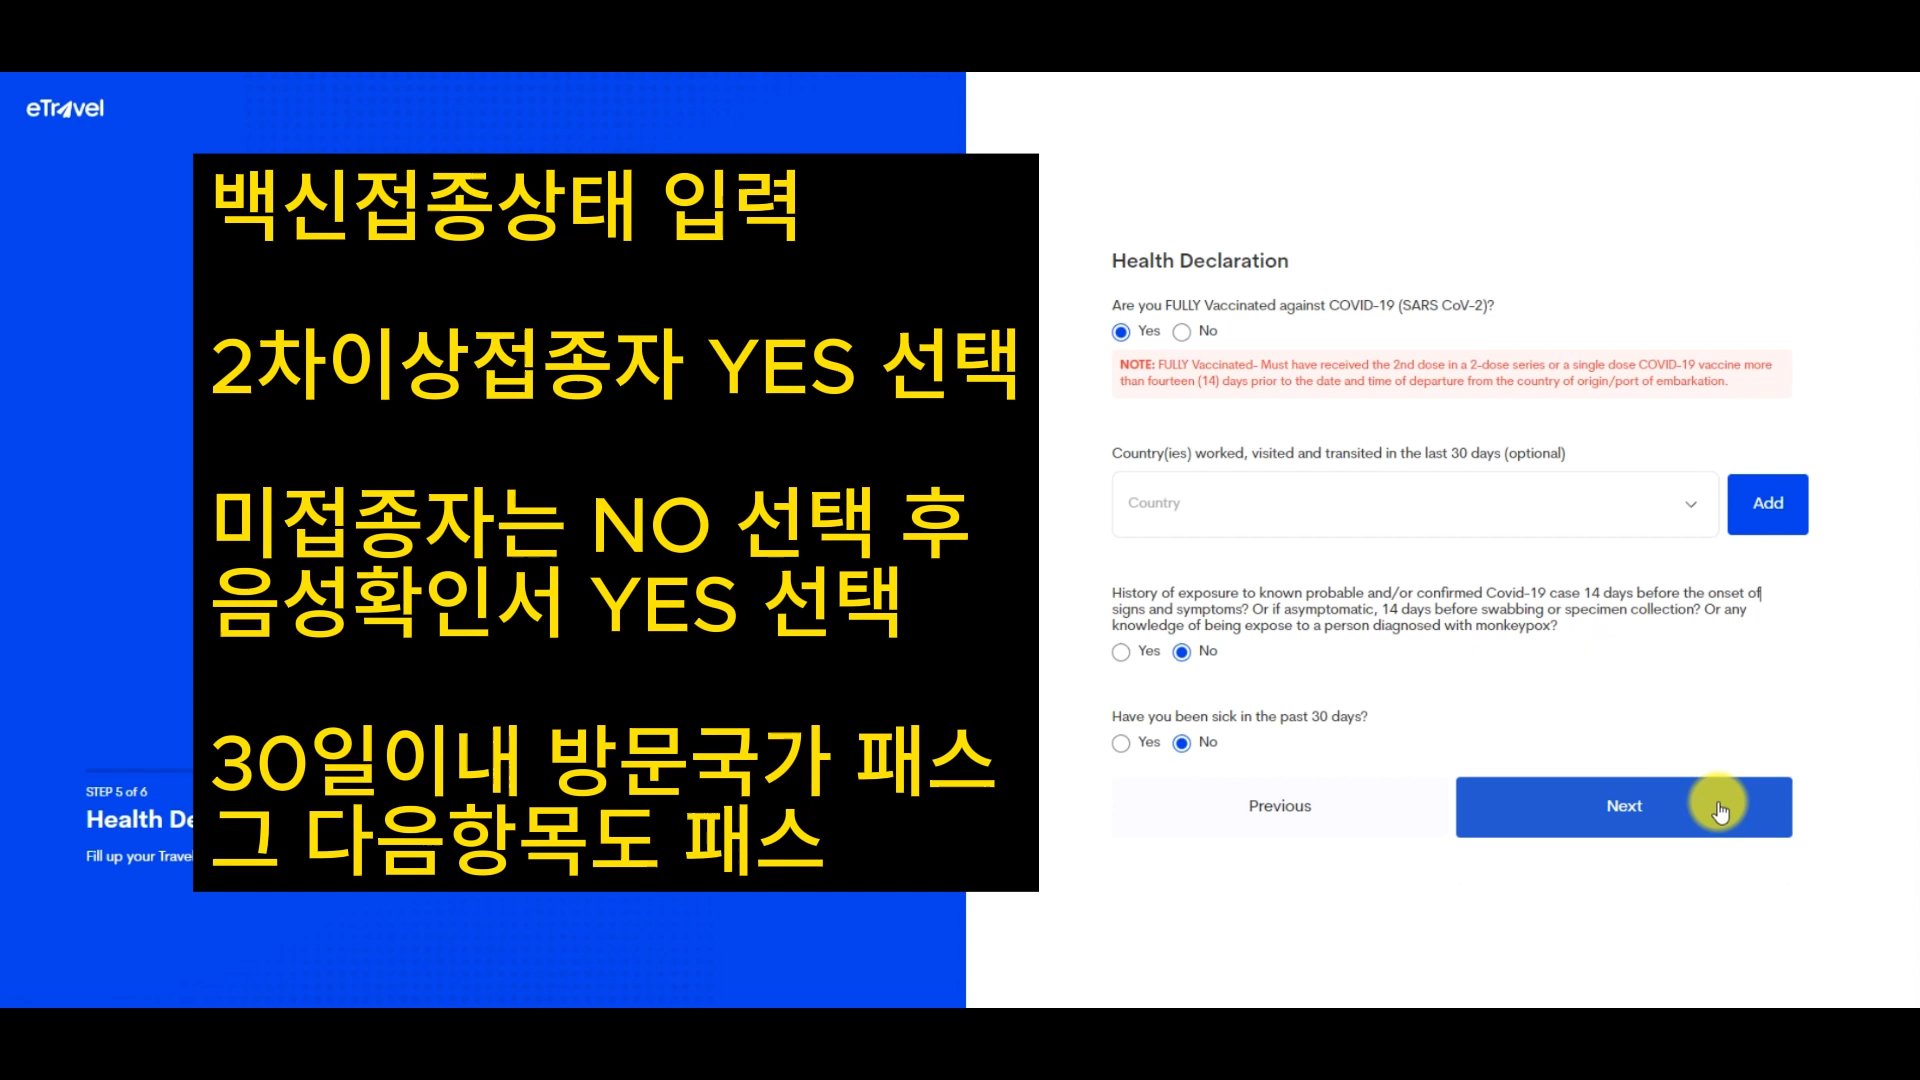 eTravel
백신접종상태 입력
2차이상접종자 YES 선택
미접종자는 NO 선택 후
음성확인서 YES 선택
30일이내 방문국가 패스
그 다음항목도 패스
STEP 5 of 6
Health De
Fill up your Travel
Health Declaration
Are you FULLY Vaccinated against COVID-19 (SARS CoV-2)?
Yes No
NOTE: FULLY Vaccinated- Must have received the 2nd dose in a 2-dose series or a single dose COVID-19 vaccine more
than fourteen (14) days prior to the date and time of departure from the country of origin/port of embarkation.
Country(ies) worked, visited and transited in the last 30 days (optional)
Country
Add
History of exposure to known probable and/or confirmed Covid-19 case 14 days before the onset of
signs and symptoms? Or if asymptomatic, 14 days before swabbing or specimen collection? Or any
knowledge of being expose to a person diagnosed with monkeypox?
Yes No
Have you been sick in the past 30 days?
Yes No
Previous
Next